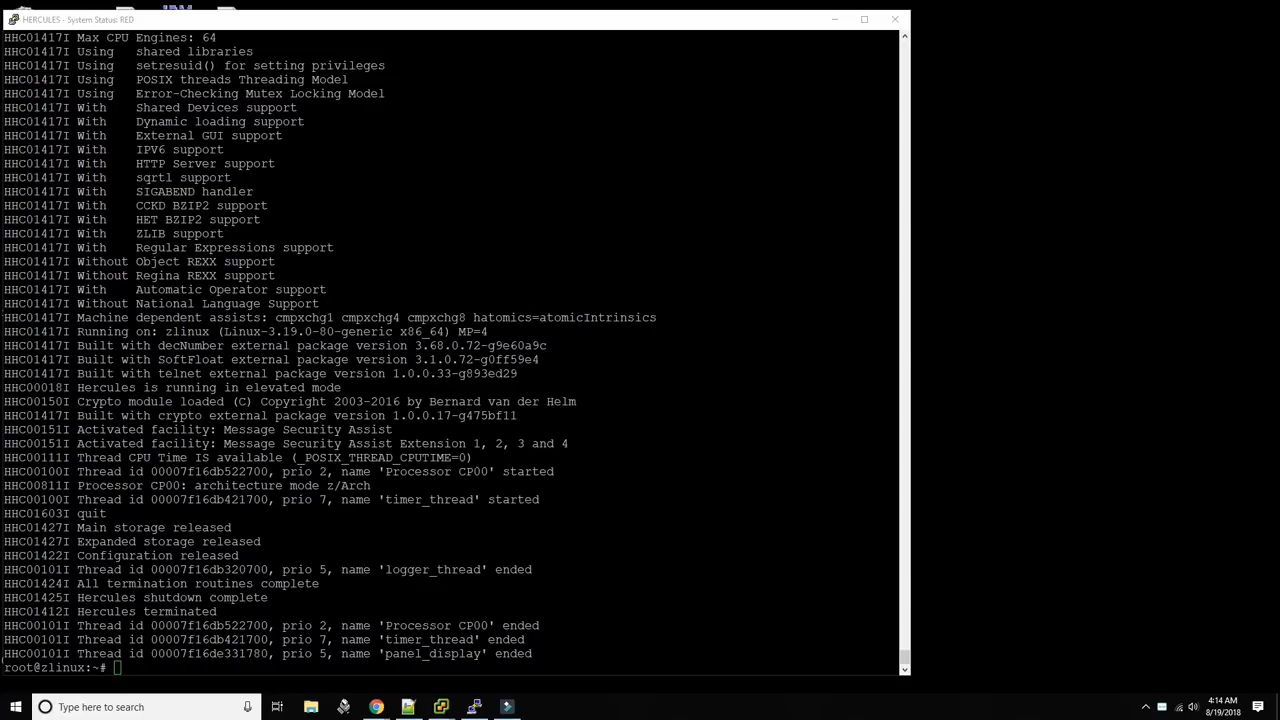 HERCULES - System Status: RED
HHC01417I Max CPU Engines: 64
HHC01417I Using   shared libraries
HHC01417I Using   setresuid() for setting privileges
HHC01417I Using   POSIX threads Threading Model
HHC01417I Using   Error-Checking Mutex Locking Model
HHC01417I With    Shared Devices support
HHC01417I With    Dynamic loading support
HHC01417I With    External GUI support
HHC01417I With    IPV6 support
HHC01417I With    HTTP Server support
HHC01417I With    sqrtl support
HHC01417I With    SIGABEND handler
HHC01417I With    CCKD BZIP2 support
HHC01417I With    HET BZIP2 support
HHC01417I With    ZLIB support
HHC01417I With    Regular Expressions support
HHC01417I Without Object REXX support
HHC01417I Without Regina REXX support
HHC01417I With    Automatic Operator support
HHC01417I Without National Language Support
HHC01417I Machine dependent assists: cmpxchg1 cmpxchg4 cmpxchg8 hatomics=atomicIntrinsics
HHC01417I Running on: zlinux (Linux-3.19.0-80-generic x86_64) MP=4
HHC01417I Built with decNumber external package version 3.68.0.72-g9e60a9c
HHC01417I Built with SoftFloat external package version 3.1.0.72-g0ff59e4
HHC01417I Built with telnet external package version 1.0.0.33-g893ed29
HHC00018I Hercules is running in elevated mode
HHC00150I Crypto module loaded (C) Copyright 2003-2016 by Bernard van der Helm
HHC01417I Built with crypto external package version 1.0.0.17-g475bf11
HHC00151I Activated facility: Message Security Assist
HHC00151I Activated facility: Message Security Assist Extension 1, 2, 3 and 4
HHC00111I Thread CPU Time IS available (_POSIX_THREAD_CPUTIME=0)
HHC00100I Thread id 00007f16db522700, prio 2, name 'Processor CP00' started
HHC00811I Processor CP00: architecture mode z/Arch
HHC00100I Thread id 00007f16db421700, prio 7, name 'timer_thread' started
HHC01603I quit
HHC01427I Main storage released
HHC01427I Expanded storage released
HHC01422I Configuration released
HHC00101I Thread id 00007f16db320700, prio 5, name 'logger_thread' ended
HHC01424I All termination routines complete
HHC01425I Hercules shutdown complete
HHC01412I Hercules terminated
HHC00101I Thread id 00007f16db522700, prio 2, name 'Processor CP00' ended
HHC00101I Thread id 00007f16db421700, prio 7, name 'timer_thread' ended
HHC00101I Thread id 00007f16de331780, prio 5, name 'panel_display' ended
root@zlinux:~#
Type here to search
4:14 AM
8/19/2018